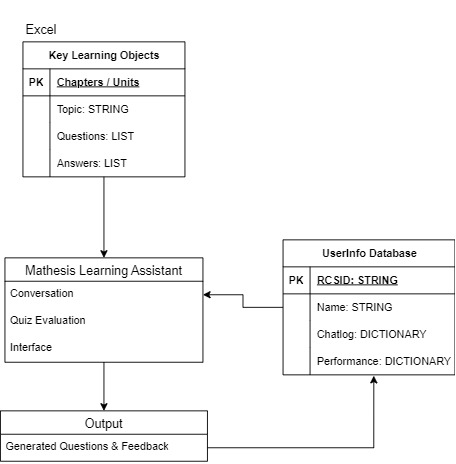 Excel
Key Learning Objects
PK Chapters / Units
Topic: STRING
Questions: LIST
Answers: LIST
Mathesis Learning Assistant
Conversation
Quiz Evaluation
Interface
UserInfo Database
PK RCSID: STRING
Name: STRING
Chatlog: DICTIONARY
Performance: DICTIONARY
Output
Generated Questions & Feedback